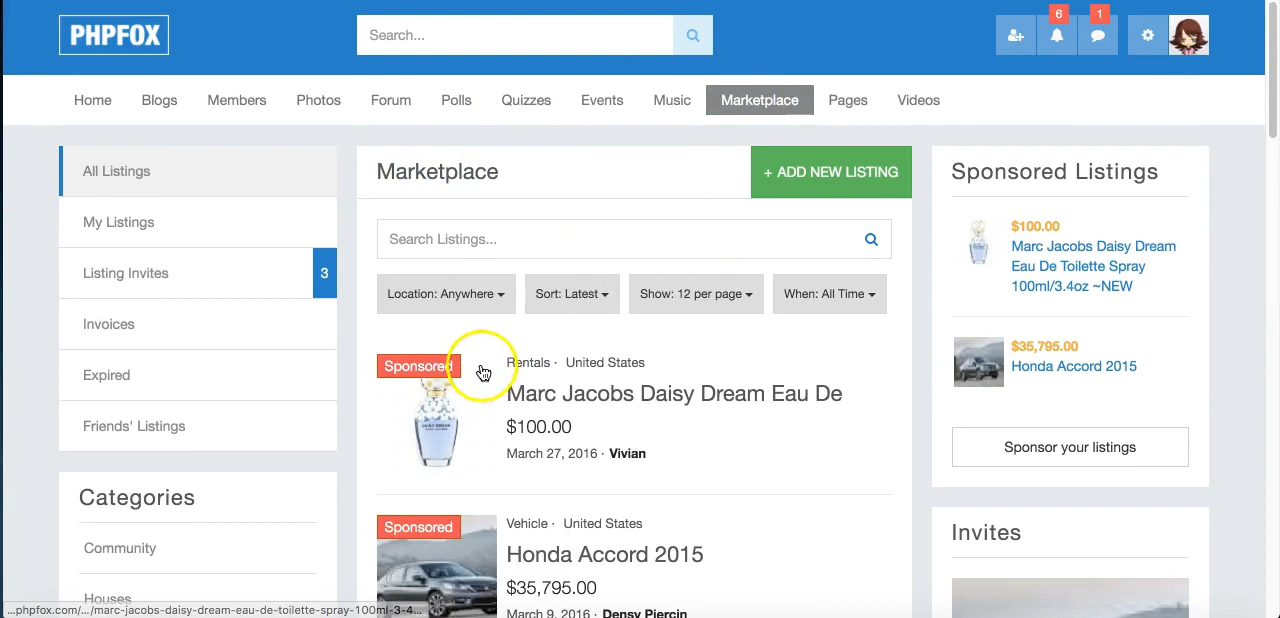 PHPFOX
Search...
6
1
Home
Blogs
Members
Photos
Forum
Polls
Quizzes
Events
Music
Marketplace
Pages
Videos
All Listings
My Listings
Listing Invites
3
Invoices
Expired
Friends' Listings
Categories
Community
Houses
Marketplace
+ ADD NEW LISTING
Search Listings...
Location: Anywhere
Sort: Latest
Show: 12 per page
When: All Time
Sponsored
Rentals · United States
Marc Jacobs Daisy Dream Eau De
$100.00
March 27, 2016 · Vivian
DAISY DREAM
Sponsored
Vehicle · United States
Honda Accord 2015
$35,795.00
March 9, 2016 · Densy Piercin
Sponsored Listings
$100.00
Marc Jacobs Daisy Dream
Eau De Toilette Spray
100ml/3.4oz ~NEW
$35,795.00
Honda Accord 2015
Sponsor your listings
Invites
...phpfox.com/.../marc-jacobs-daisy-dream-eau-de-toilette-spray-100ml-3-4...